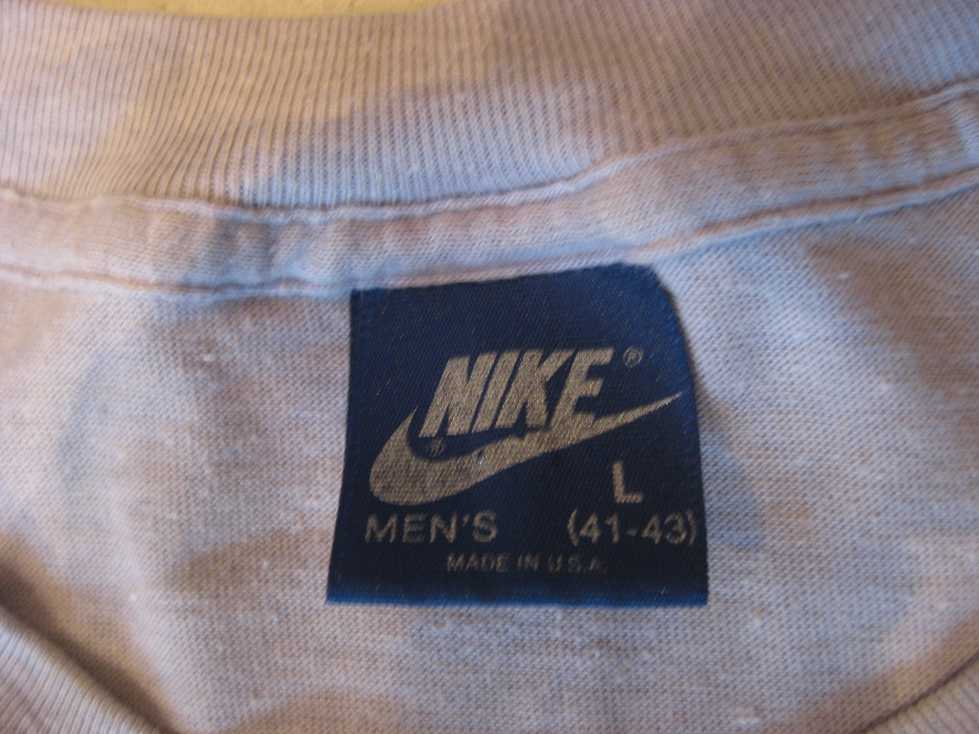 NIKE ®
®
L
MEN'S (41-43)
MADE IN U.S.A.